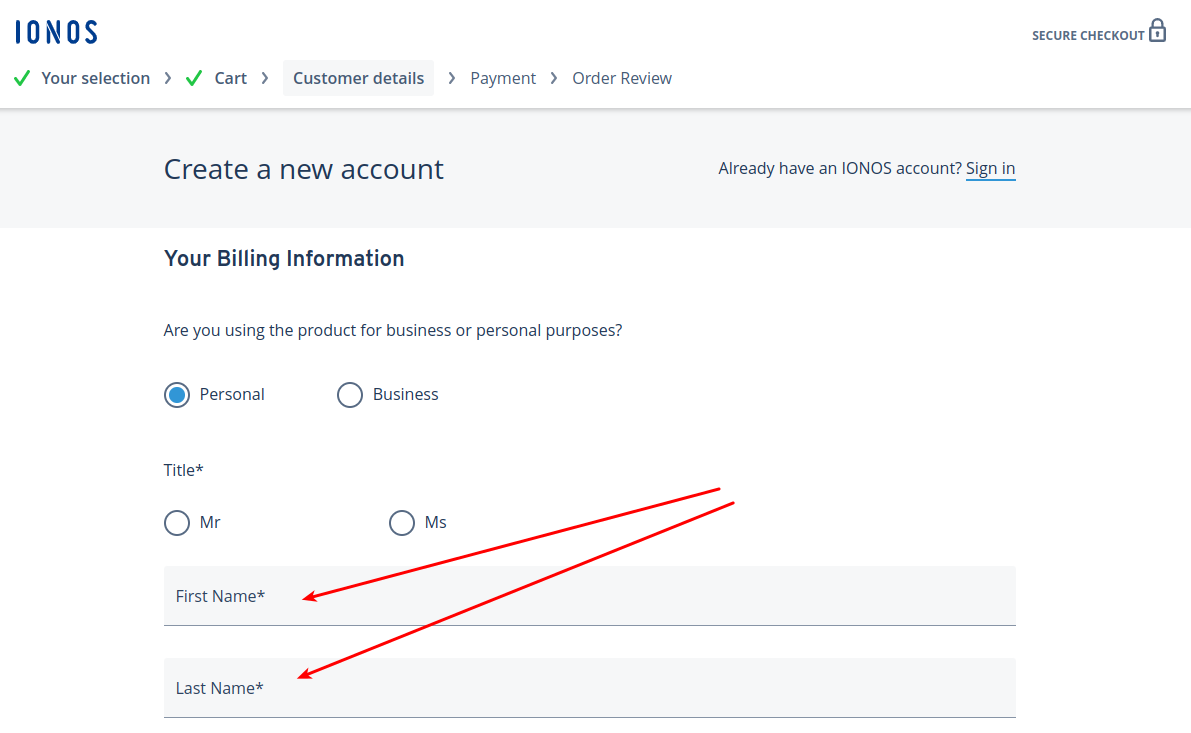 IONOS
SECURE CHECKOUT
Your selection Cart Customer details Payment Order Review
Create a new account
Already have an IONOS account? Sign in
Your Billing Information
Are you using the product for business or personal purposes?
Personal Business
Title*
Mr Ms
First Name*
Last Name*